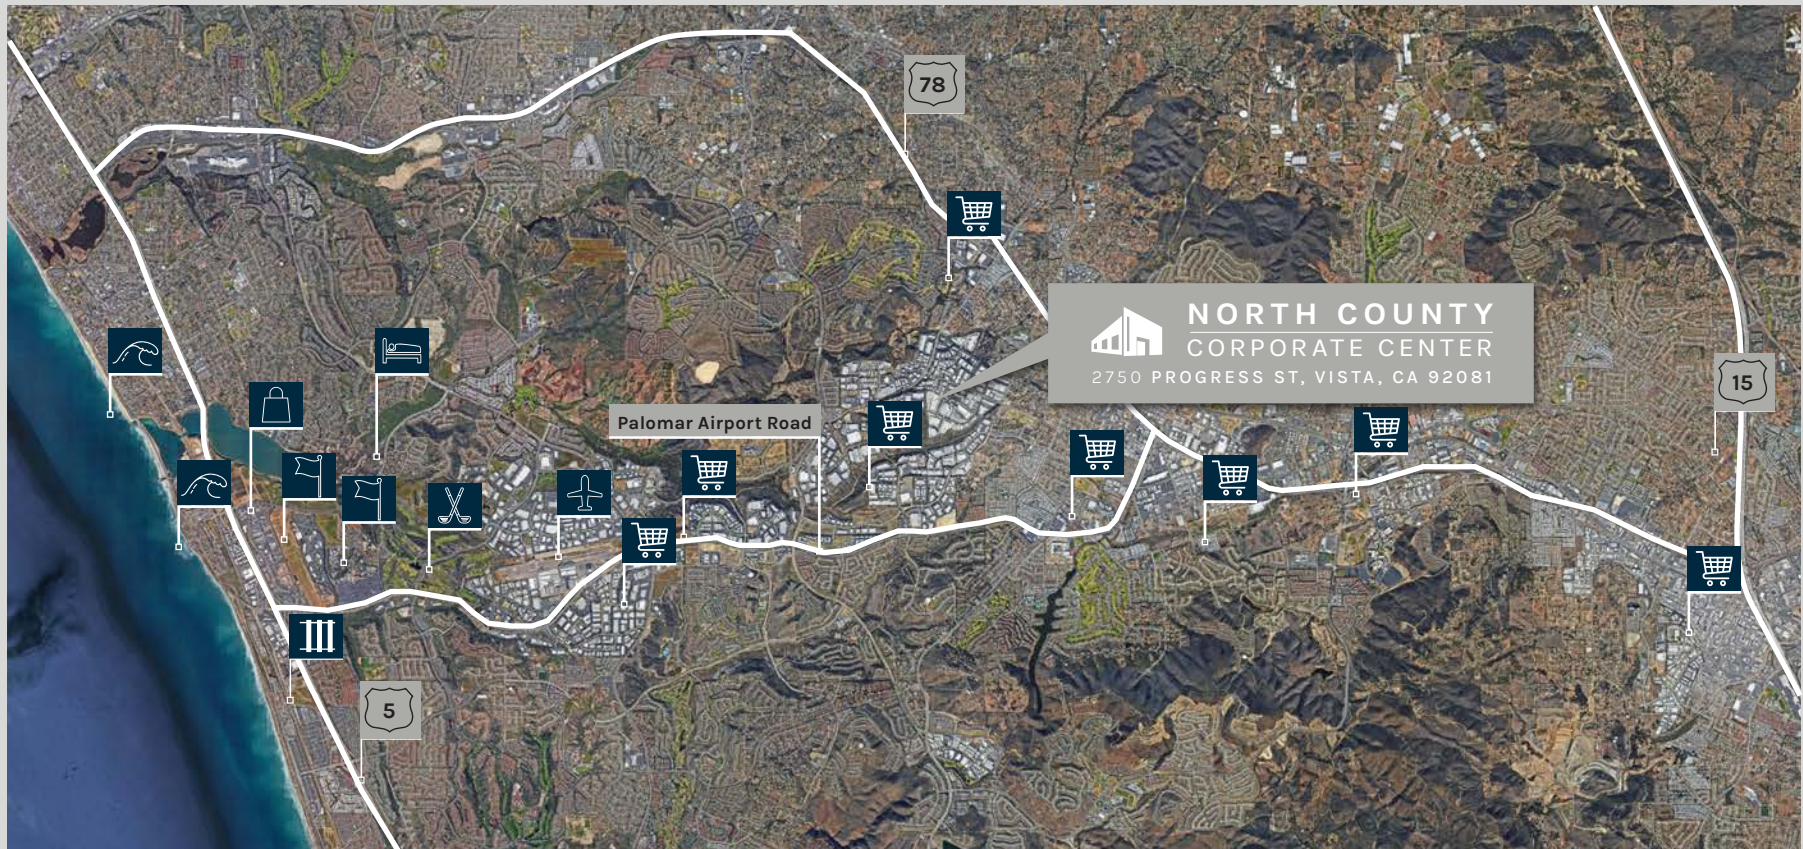 78
NORTH COUNTY
CORPORATE CENTER
2750 PROGRESS ST, VISTA, CA 92081
15
Palomar Airport Road
5